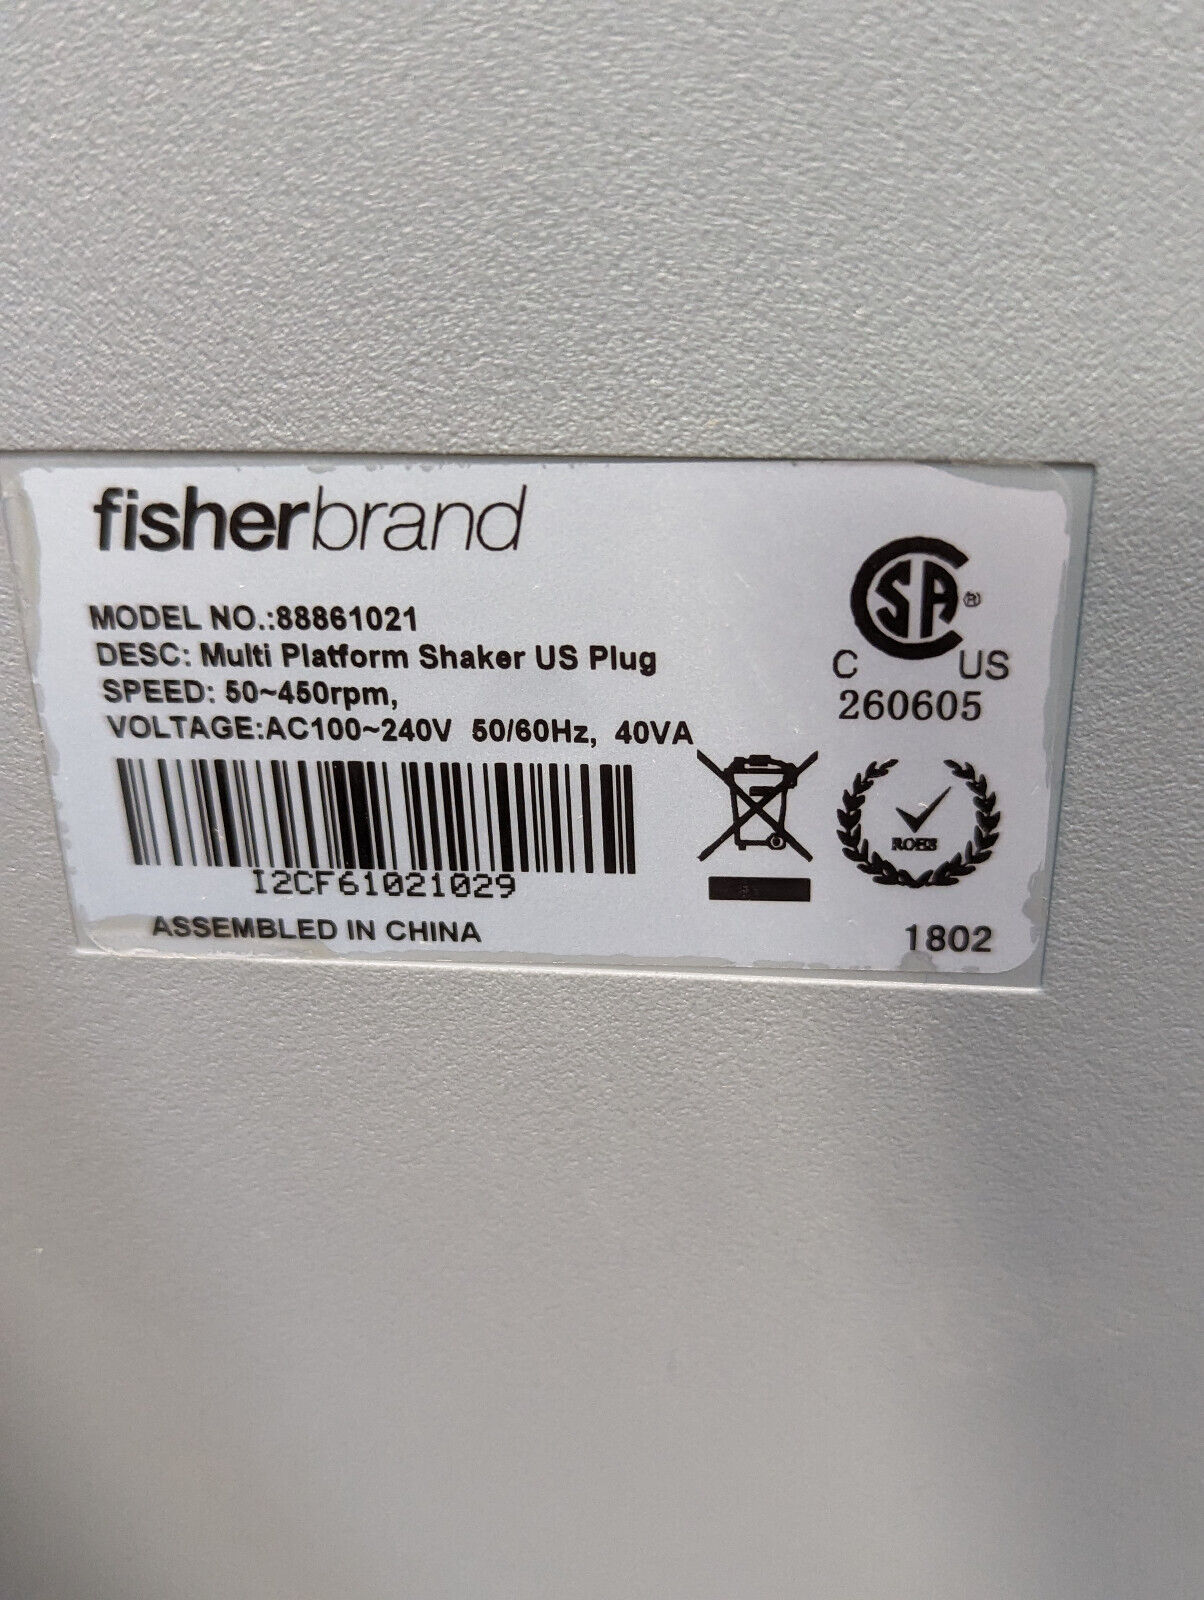 fisherbrand
MODEL NO.:88861021
DESC: Multi Platform Shaker US Plug
SPEED: 50~450rpm,
VOLTAGE:AC100~240V 50/60Hz, 40VA
I2CF61021029
ASSEMBLED IN CHINA
SA ®
C US
260605
ROHS
1802